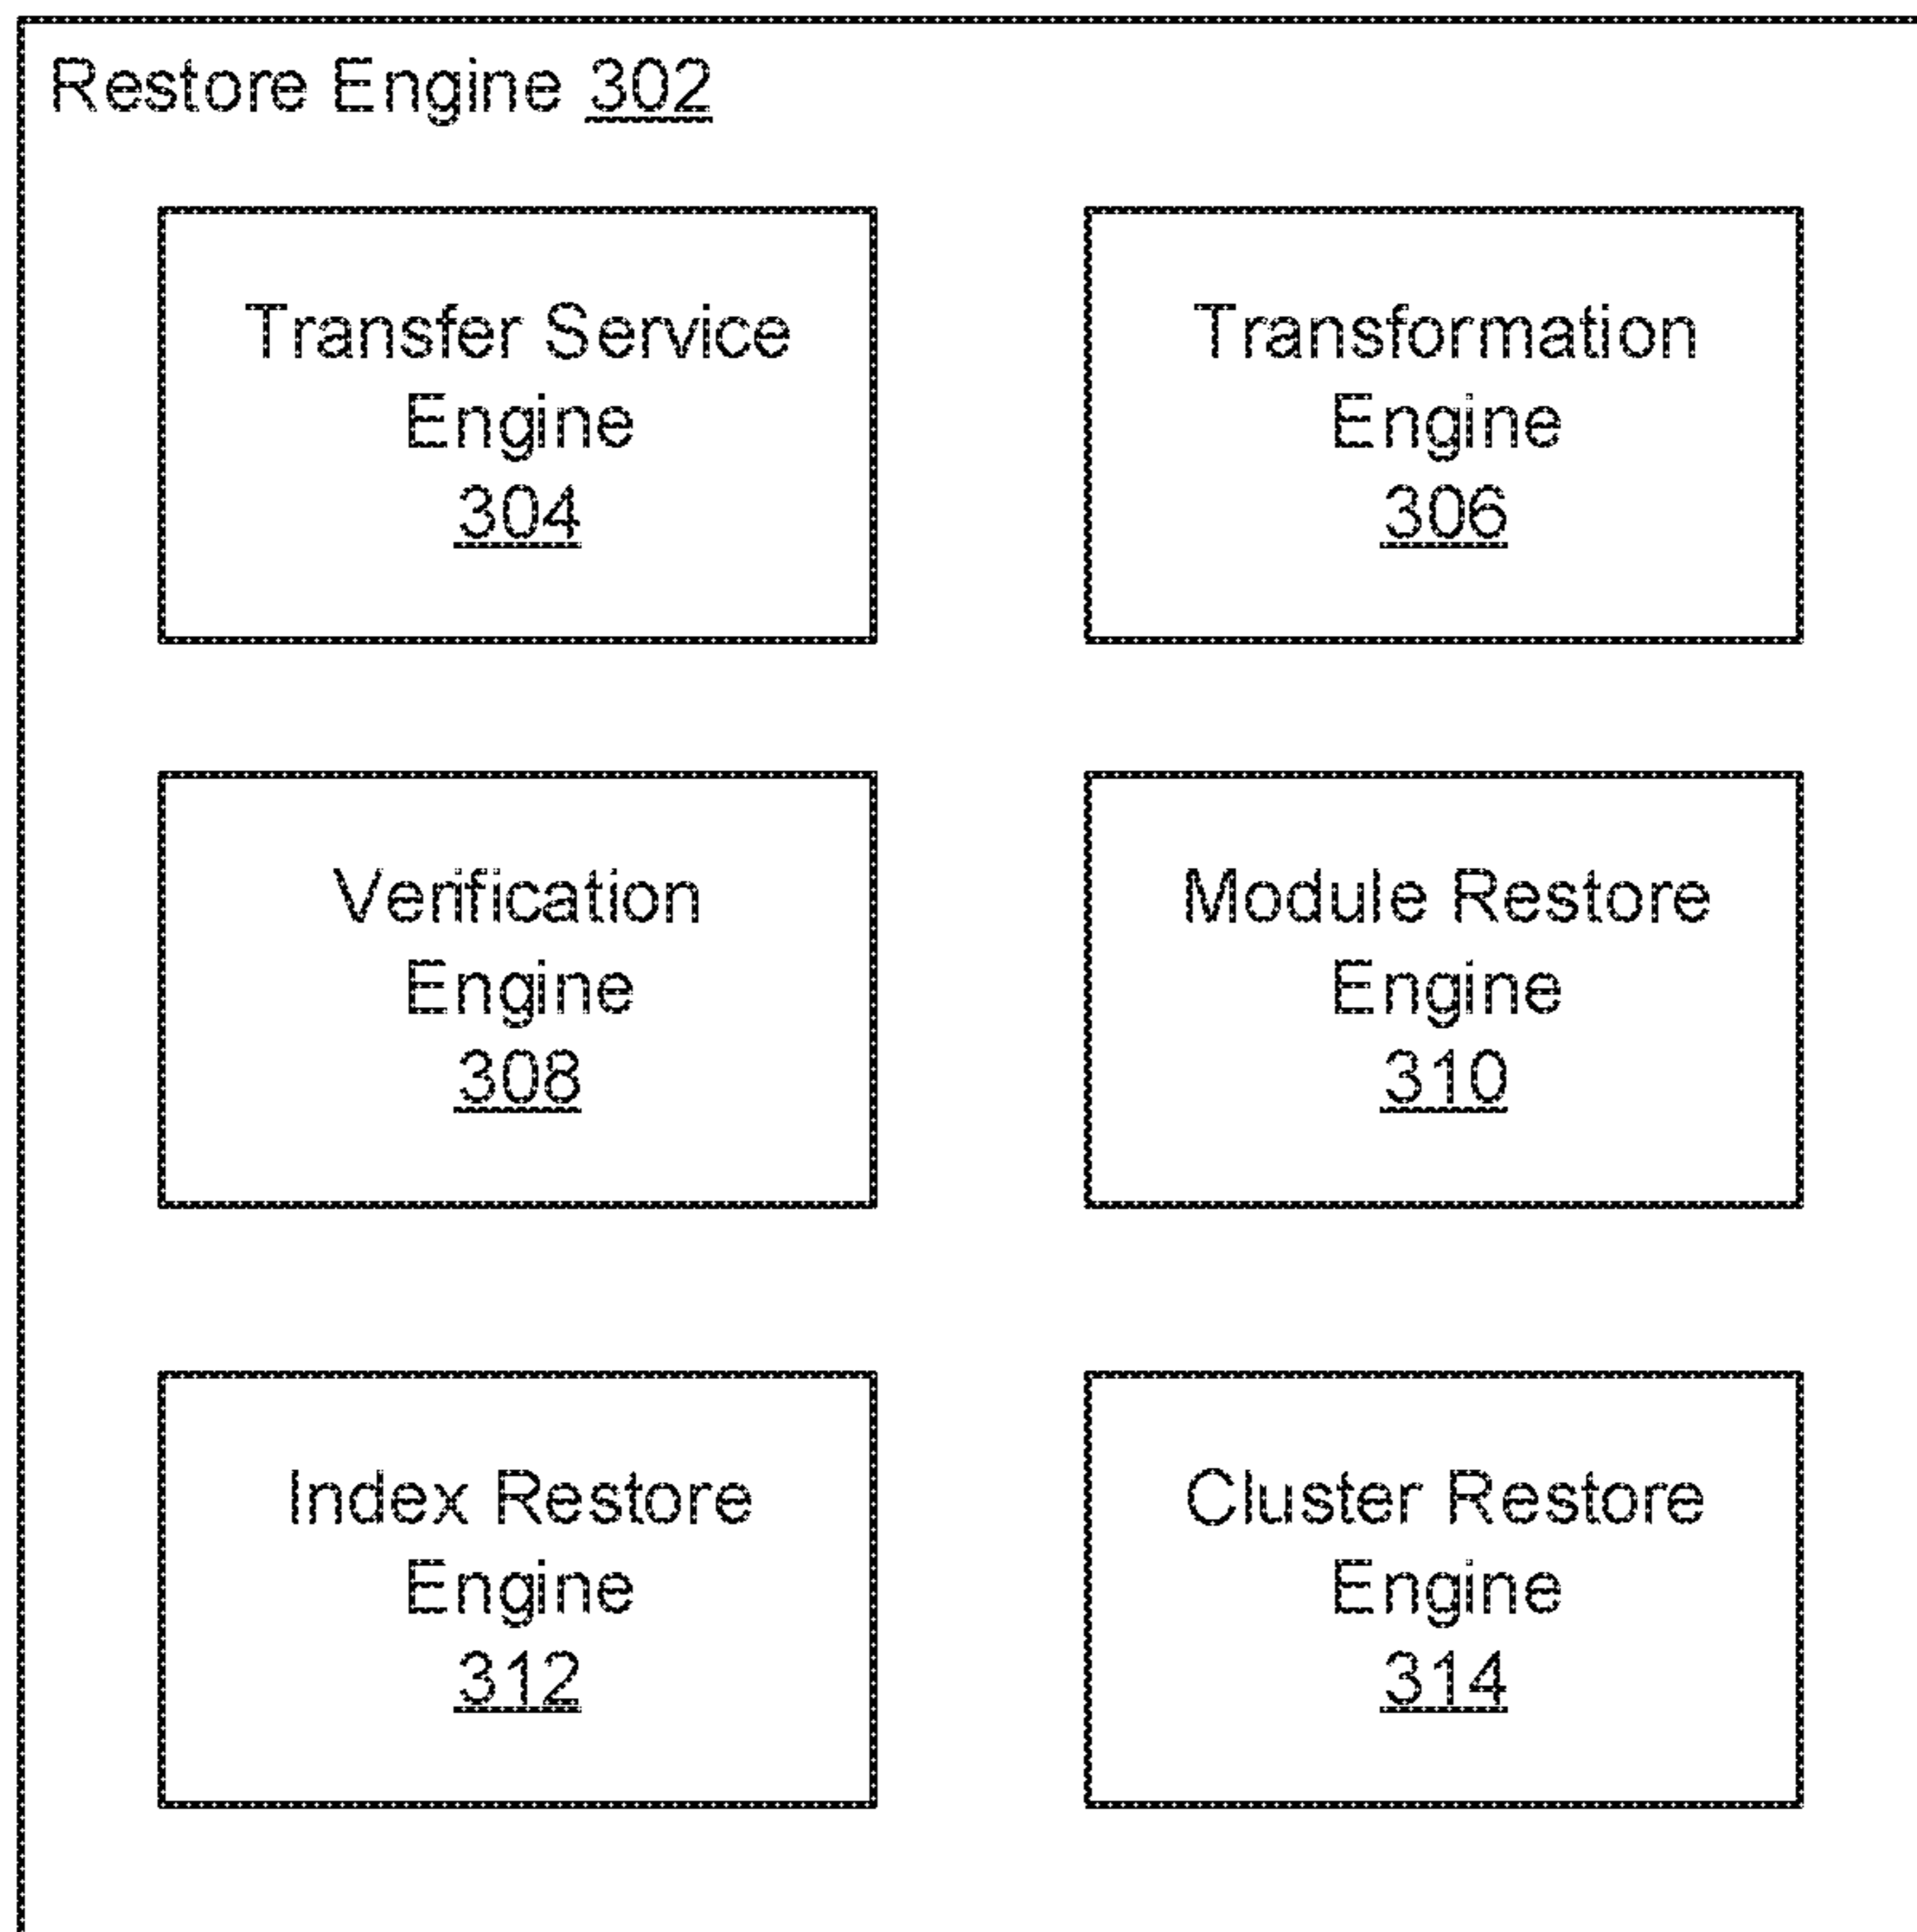 Restore Engine 302
Transfer Service
Engine
304
Transformation
Engine
306
Verification
Engine
308
Module Restore
Engine
310
Index Restore
Engine
312
Cluster Restore
Engine
314